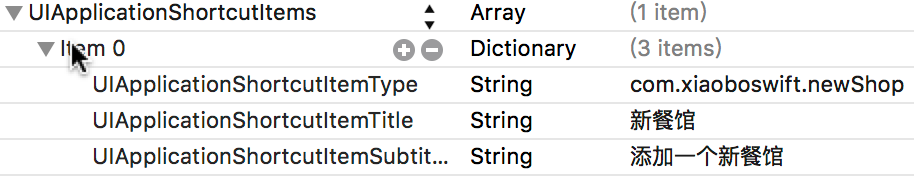 UIApplicationShortcutItems Array (1 item)
Item 0 Dictionary (3 items)
UIApplicationShortcutItemType String com.xiaoboswift.newShop
UIApplicationShortcutItemTitle String 新餐馆
UIApplicationShortcutItemSubtit... String 添加一个新餐馆